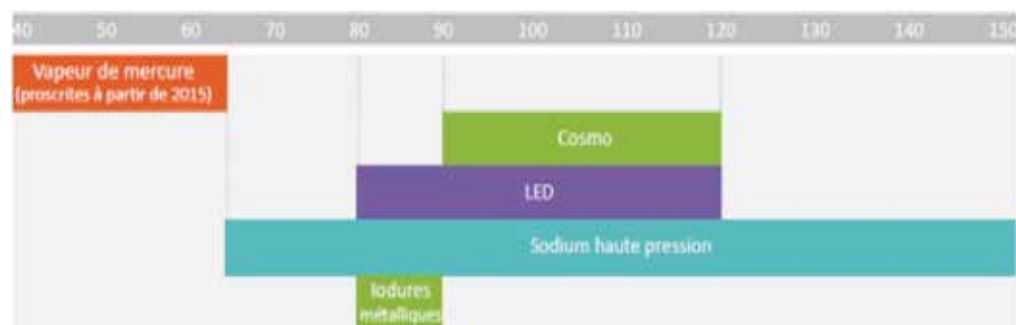 40 50 60 70 80 90 100 110 120 130 140 150
Vapeur de mercure
(proscrites à partir de 2015)
Cosmo
LED
Sodium haute pression
Iodures
métalliques